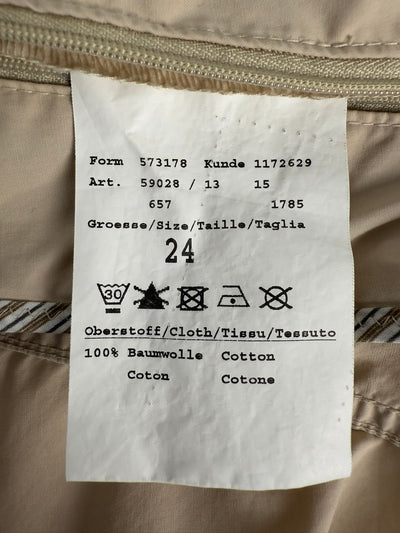 Form 573178 Kunde 1172629
Art. 59028 / 13 15
657 1785
Groesse/Size/Taille/Taglia
24
30
Oberstoff/Cloth/Tissu/Tessuto
100% Baumwolle Cotton
Coton Cotone